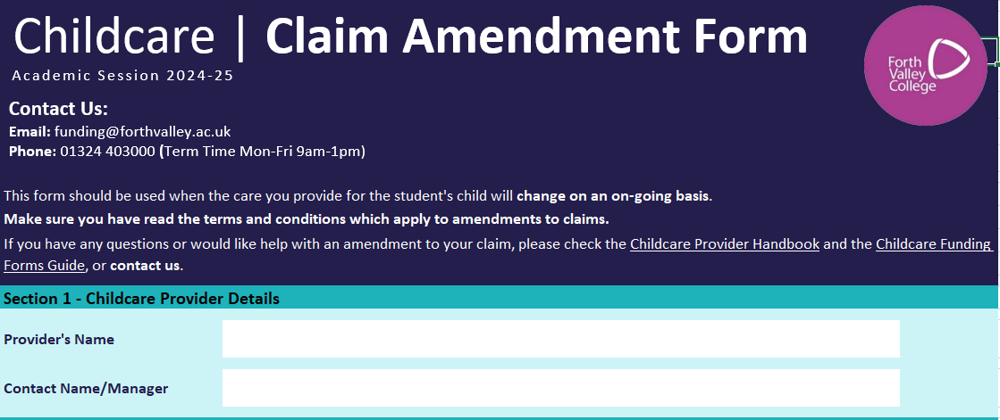 Childcare | Claim Amendment Form
Academic Session 2024-25
Forth
Valley
College
Contact Us:
Email: funding@forthvalley.ac.uk
Phone: 01324 403000 (Term Time Mon-Fri 9am-1pm)
This form should be used when the care you provide for the student's child will change on an on-going basis.
Make sure you have read the terms and conditions which apply to amendments to claims.
If you have any questions or would like help with an amendment to your claim, please check the Childcare Provider Handbook and the Childcare Funding
Forms Guide, or contact us.
Section 1 - Childcare Provider Details
Provider's Name
Contact Name/Manager